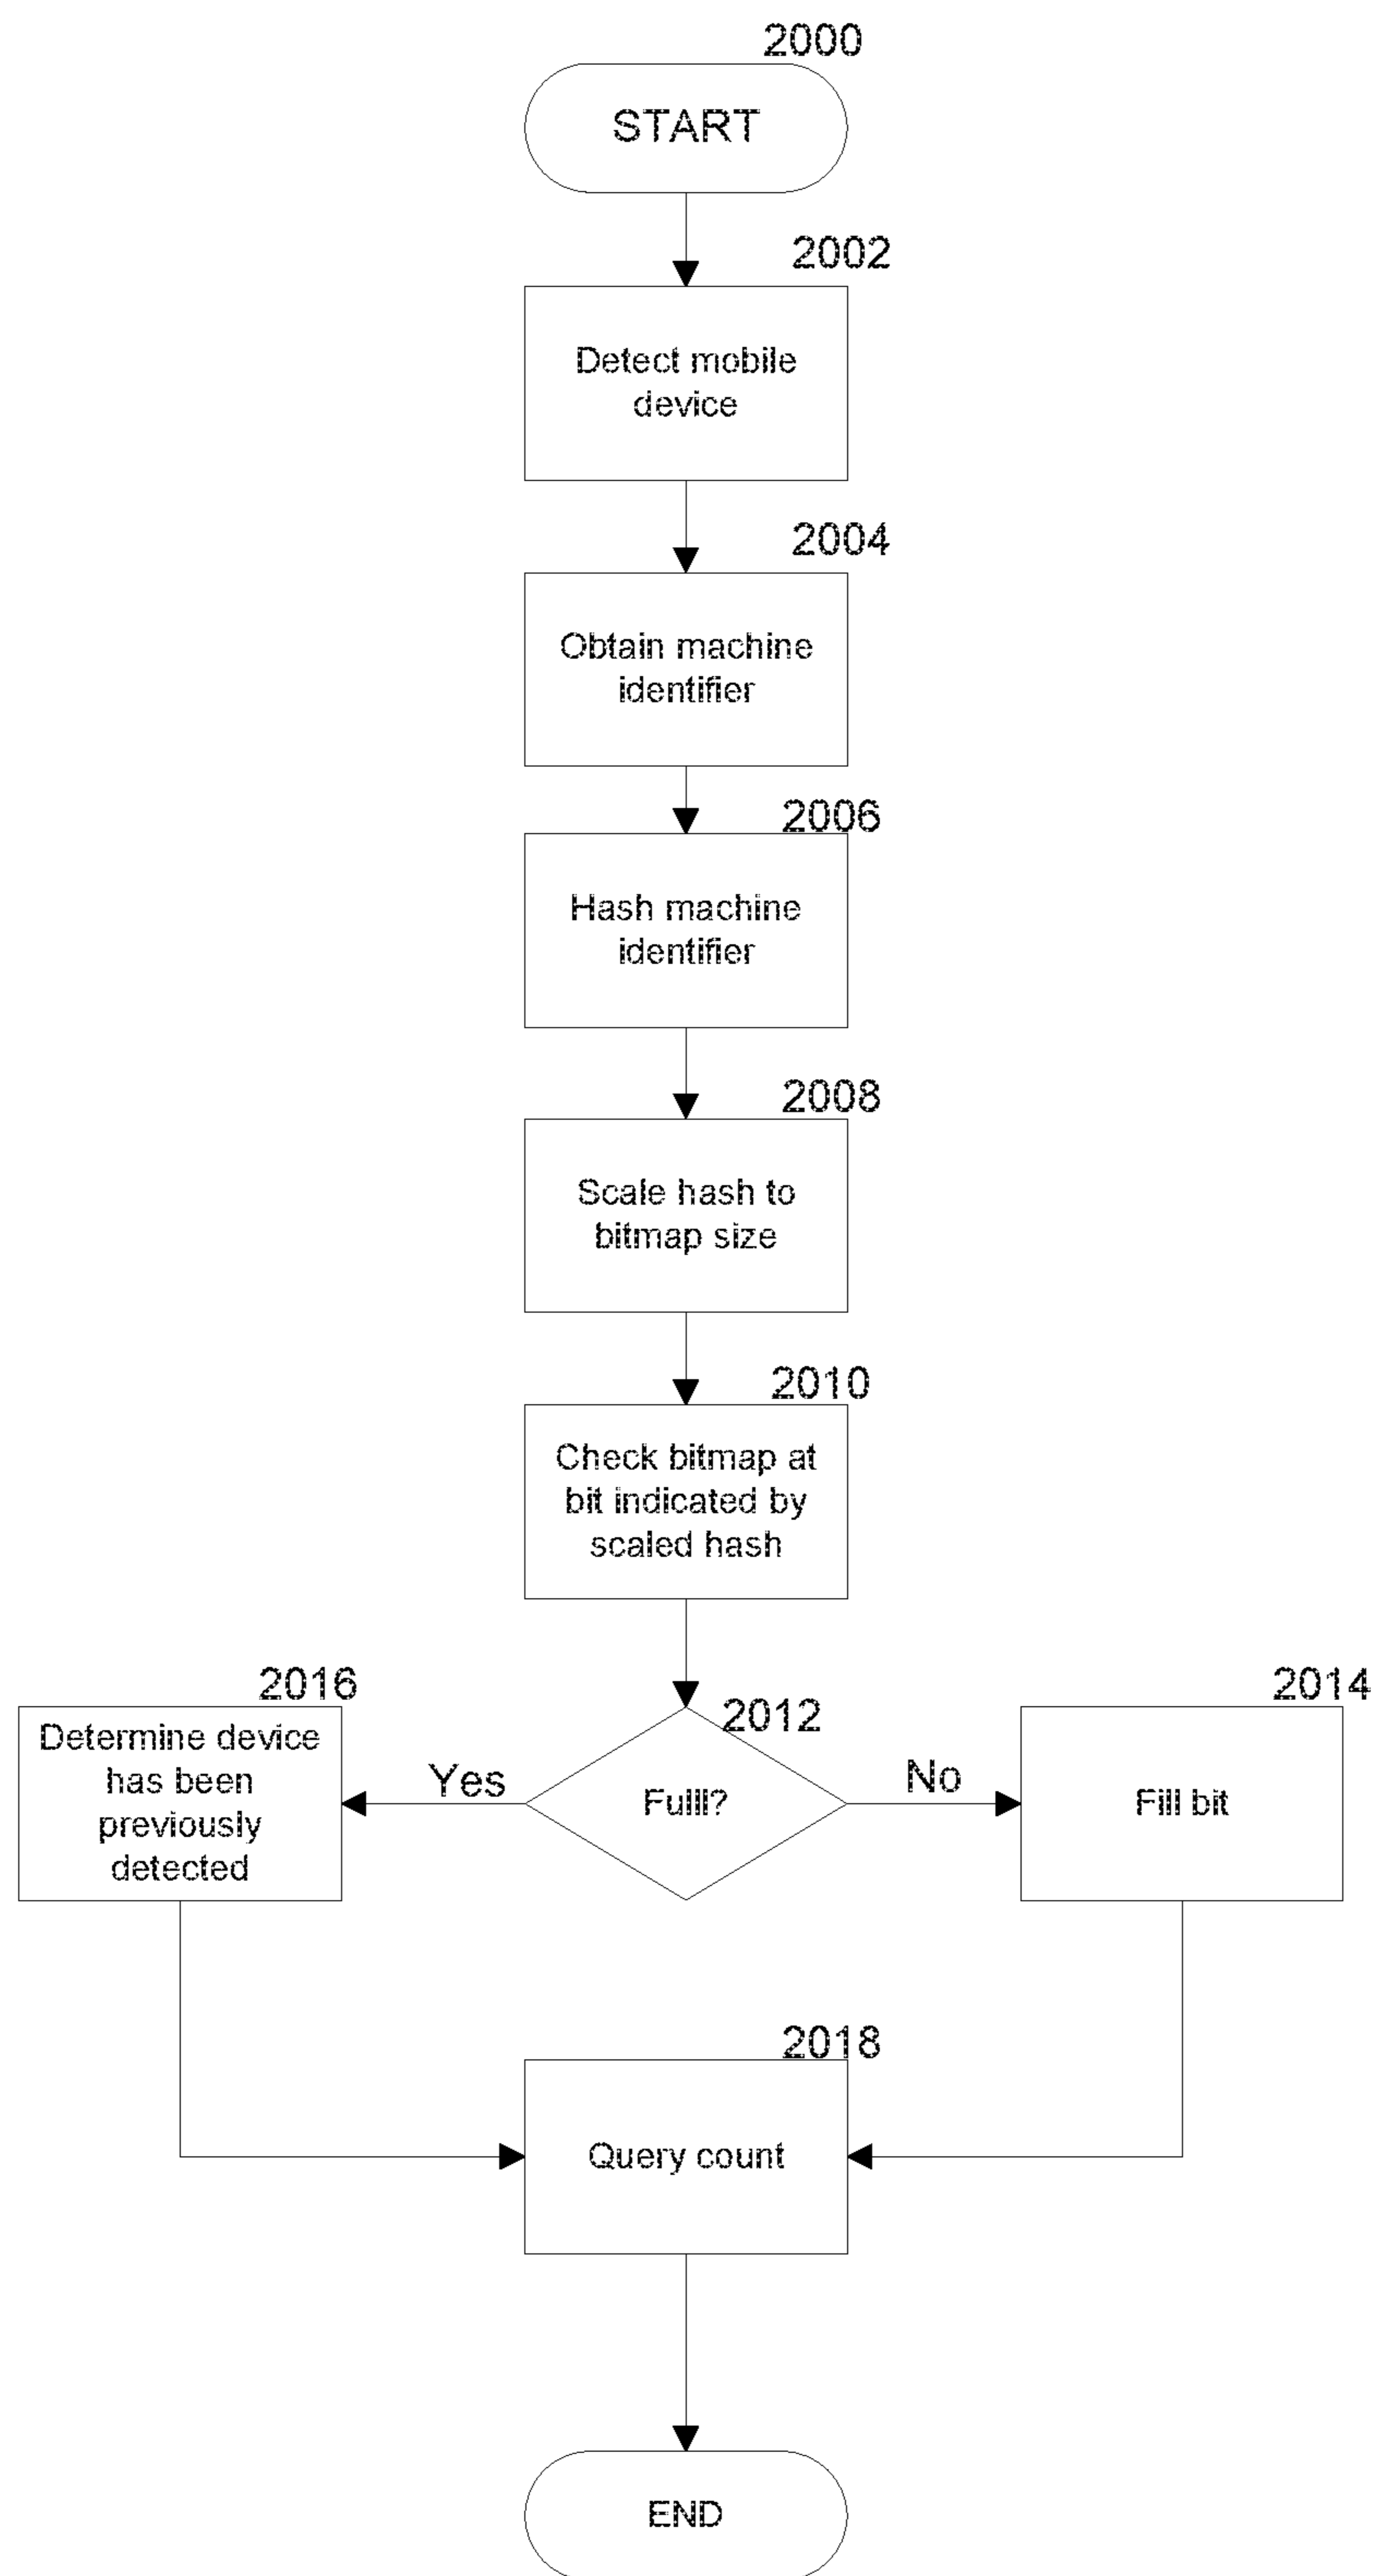 2000
START
2002
Detect mobile
device
2004
Obtain machine
identifier
2006
Hash machine
identifier
2008
Scale hash to
bitmap size
2010
Check bitmap at
bit indicated by
scaled hash
2012
Fulll?
Yes
No
2016
Determine device
has been
previously
detected
2014
Fill bit
2018
Query count
END